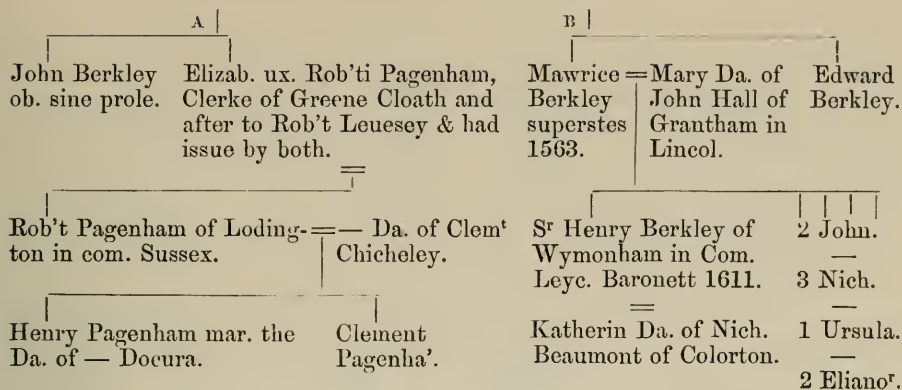 A
John Berkley
ob. sine prole.
Elizab. ux. Rob'ti Pagenham,
Clerke of Greene Cloath and
after to Rob't Leuesey & had
issue by both.
Rob't Pagenham of Loding-
ton in com. Sussex.
— Da. of Clemᵗ
Chicheley.
Henry Pagenham mar. the
Da. of — Docura.
Clement
Pagenha'.
B
Mawrice
Berkley
superstes
1563.
Mary Da. of
John Hall of
Grantham in
Lincol.
Edward
Berkley.
Sʳ Henry Berkley of
Wymonham in Com.
Leyc. Baronett 1611.
Katherin Da. of Nich.
Beaumont of Colorton.
2 John.
—
3 Nich.
—
1 Ursula.
—
2 Elianoʳ.